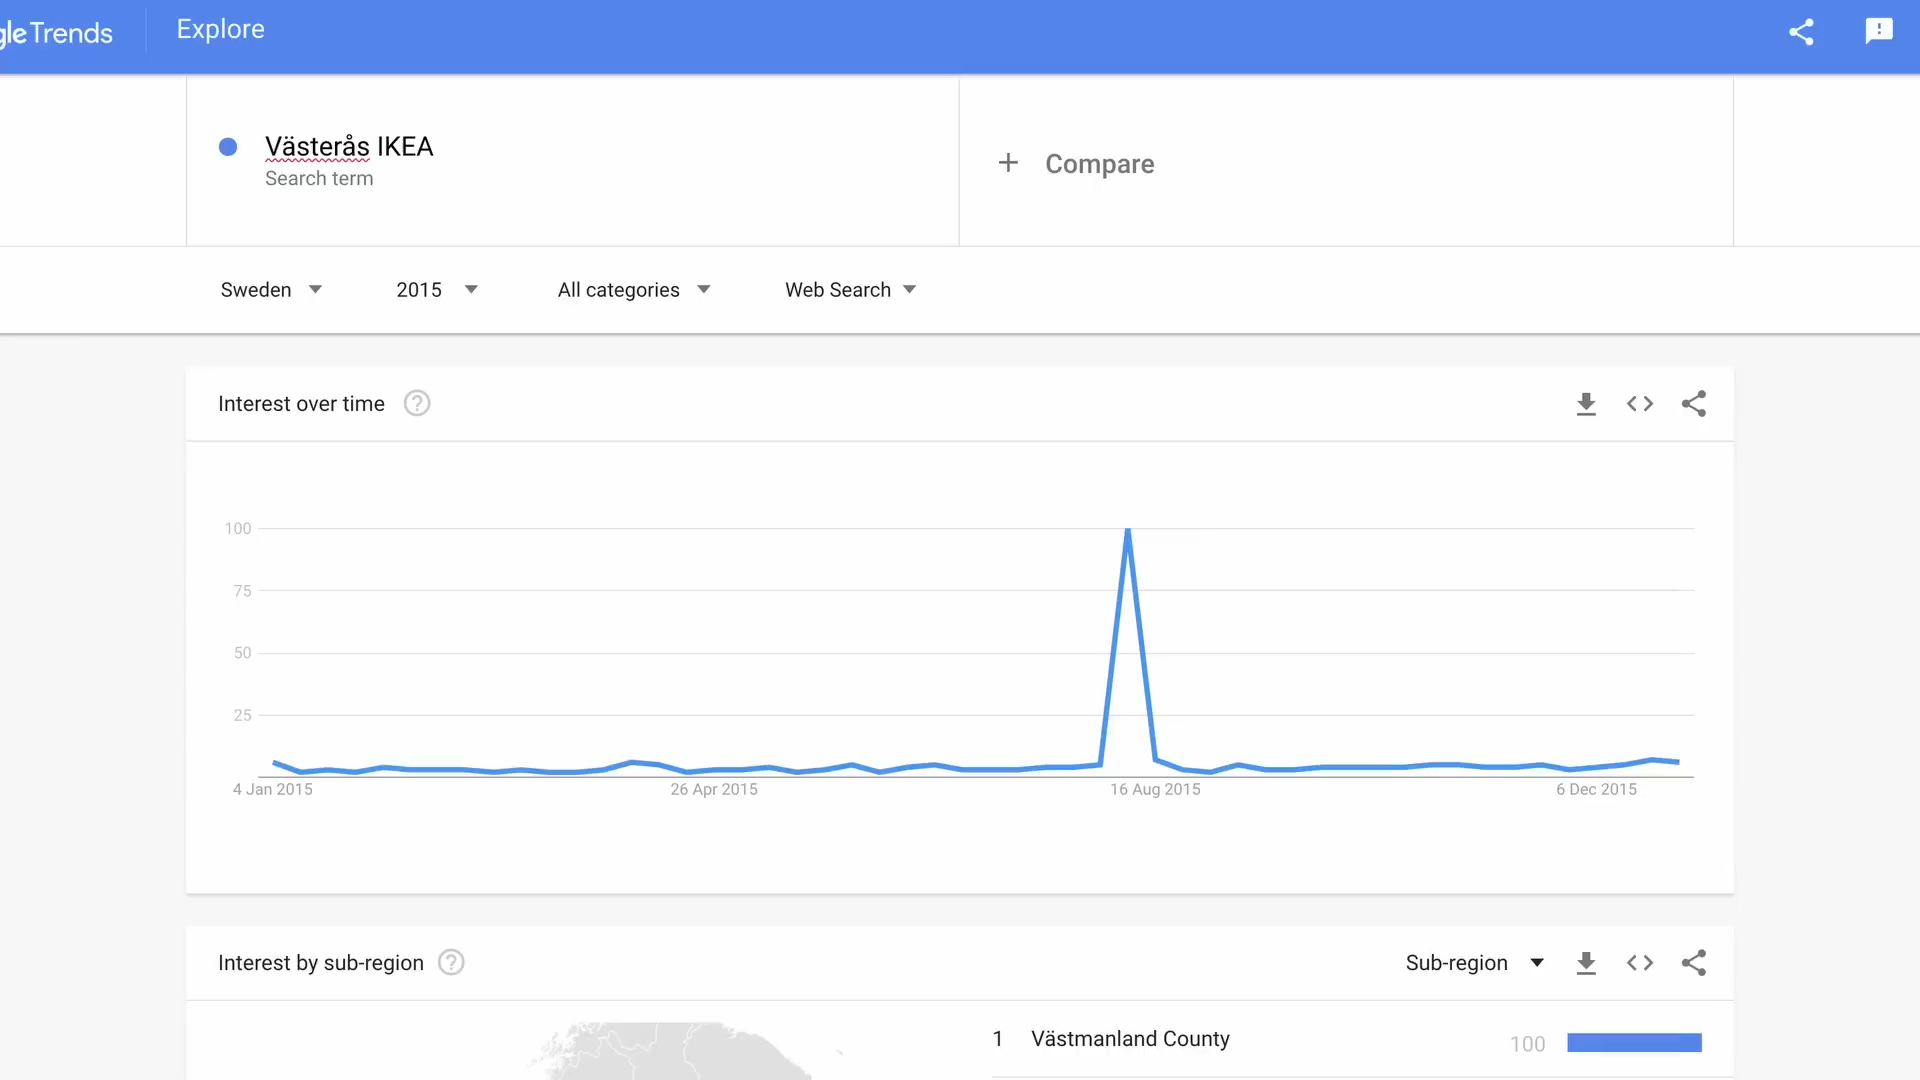 gle Trends
Explore
Västerås IKEA
Search term
+ Compare
Sweden 2015 All categories Web Search
Interest over time ?
100
75
50
25
4 Jan 2015 26 Apr 2015 16 Aug 2015 6 Dec 2015
Interest by sub-region ?
Sub-region
1 Västmanland County 100